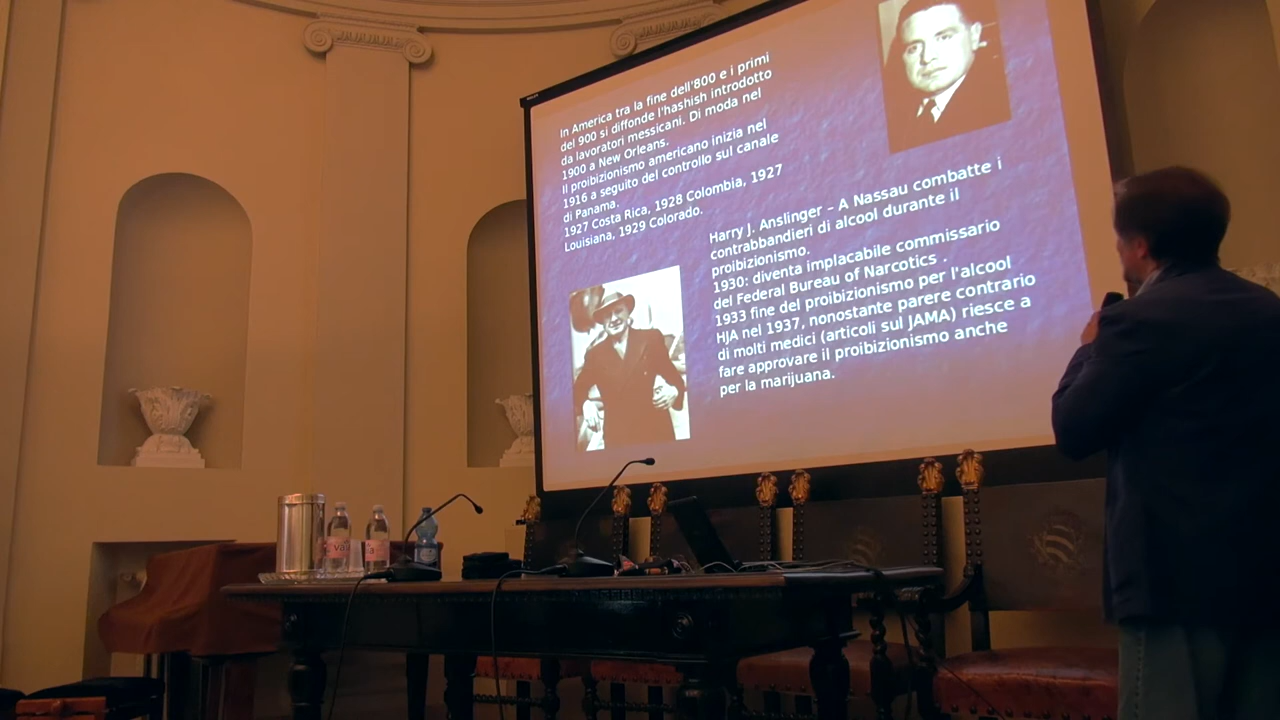 In America tra la fine dell'800 e i primi
del 900 si diffonde l'hashish introdotto
da lavoratori messicani. Di moda nel
1900 a New Orleans.
Il proibizionismo americano inizia nel
1916 a seguito del controllo sul canale
di Panama.
1927 Costa Rica, 1928 Colombia, 1927
Louisiana, 1929 Colorado.
Harry J. Anslinger – A Nassau combatte i
contrabbandieri di alcool durante il
proibizionismo.
1930: diventa implacabile commissario
del Federal Bureau of Narcotics .
1933 fine del proibizionismo per l'alcool
HJA nel 1937, nonostante parere contrario
di molti medici (articoli sul JAMA) riesce a
fare approvare il proibizionismo anche
per la marijuana.